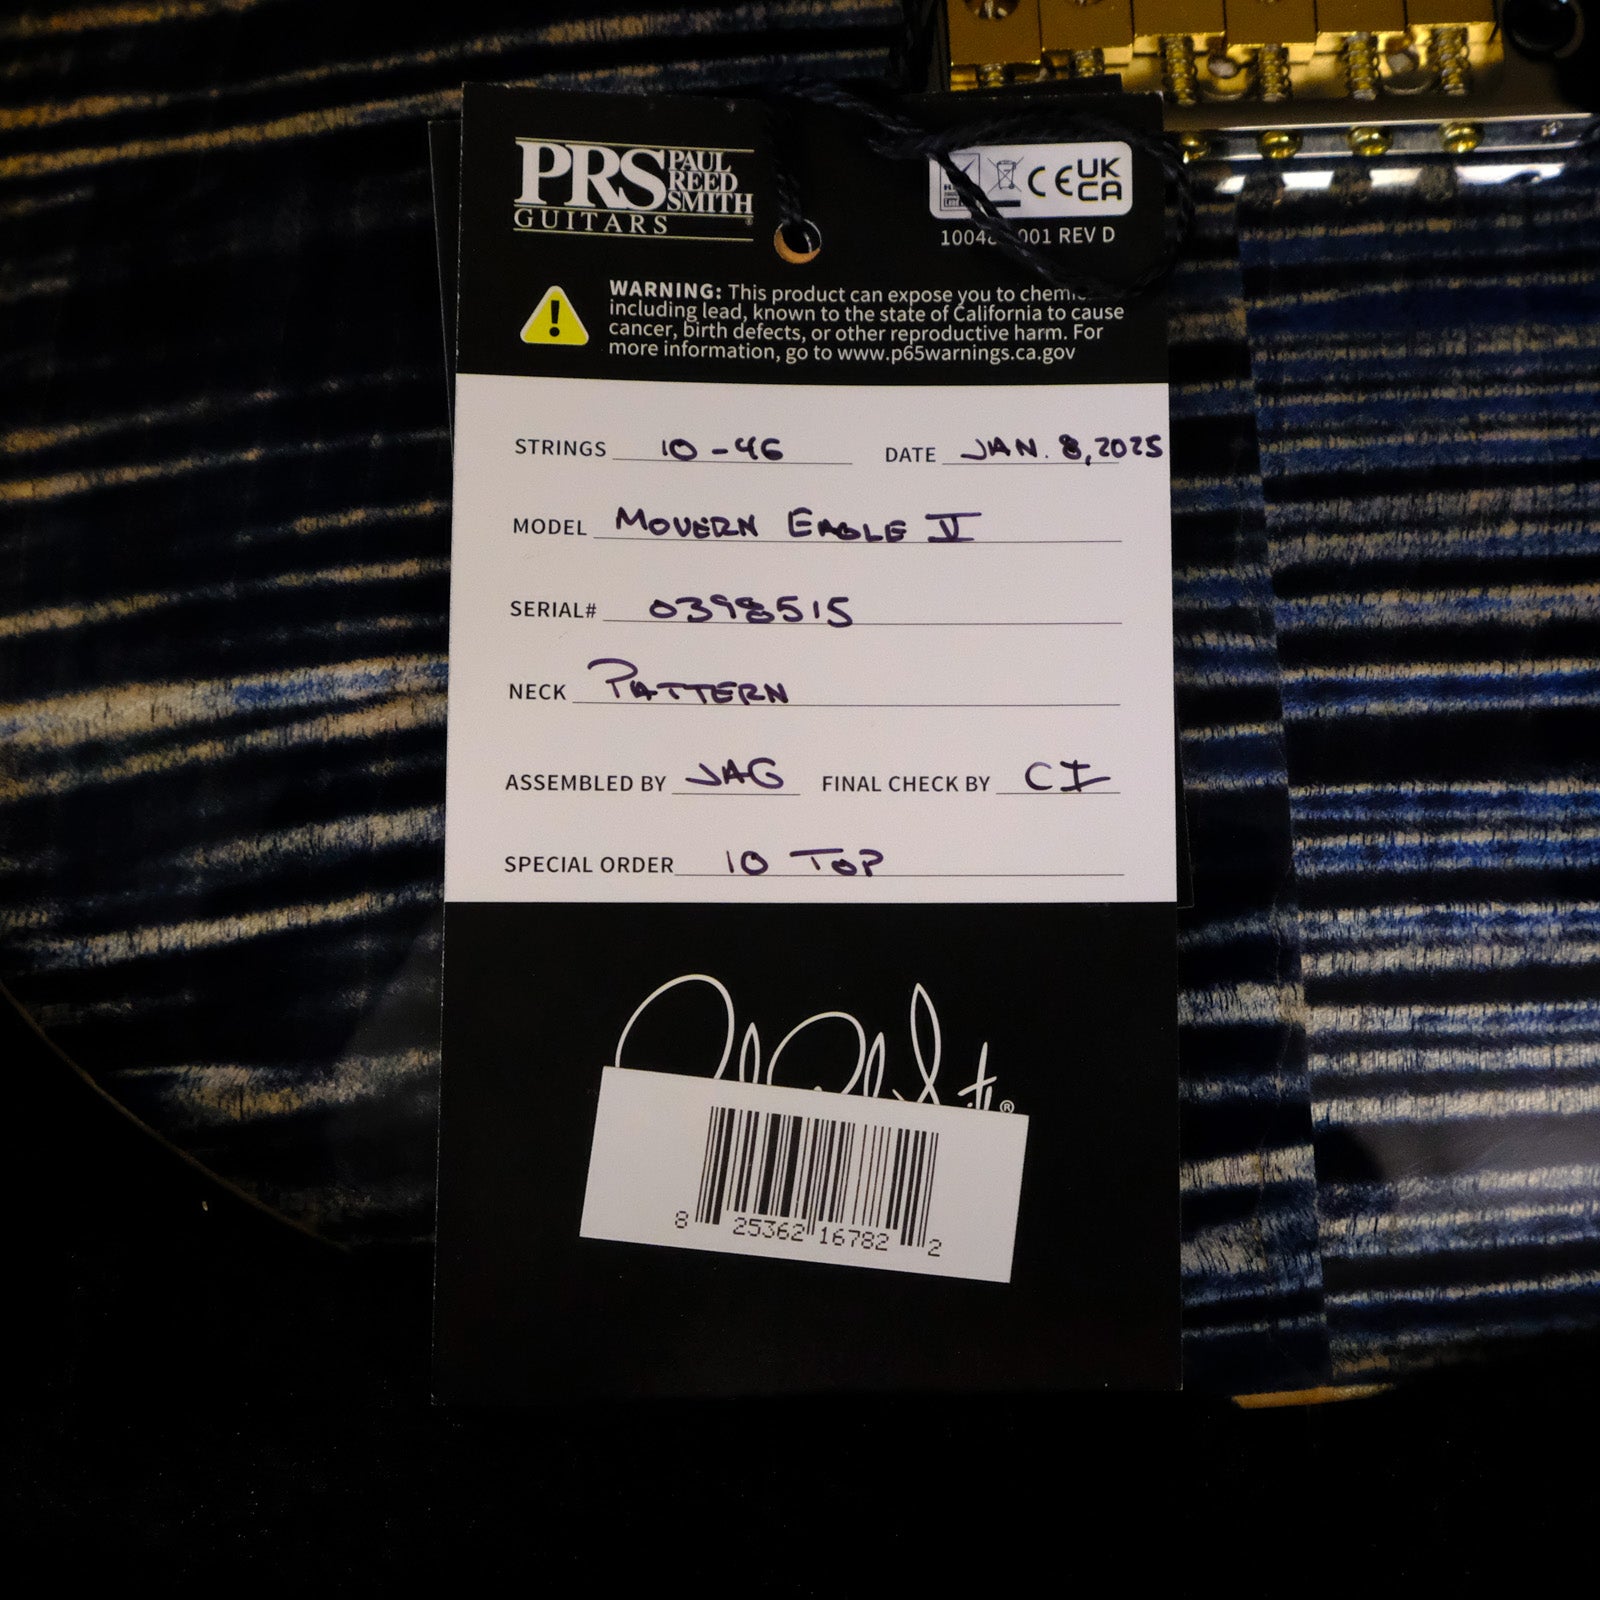 PRS PAUL REED SMITH
GUITARS
CE UK CA
001 REV D
WARNING: This product can expose you to
including lead, known to the state of California to cause
cancer, birth defects, or other reproductive harm. For
more information, go to www.p65warnings.ca.gov
STRINGS 10-46 DATE JAN. 8, 2025
MODEL MODERN EAGLE V
SERIAL# 0398515
NECK PATTERN
ASSEMBLED BY JAG FINAL CHECK BY CI
SPECIAL ORDER 10 TOP
®
8 25362 16782 2